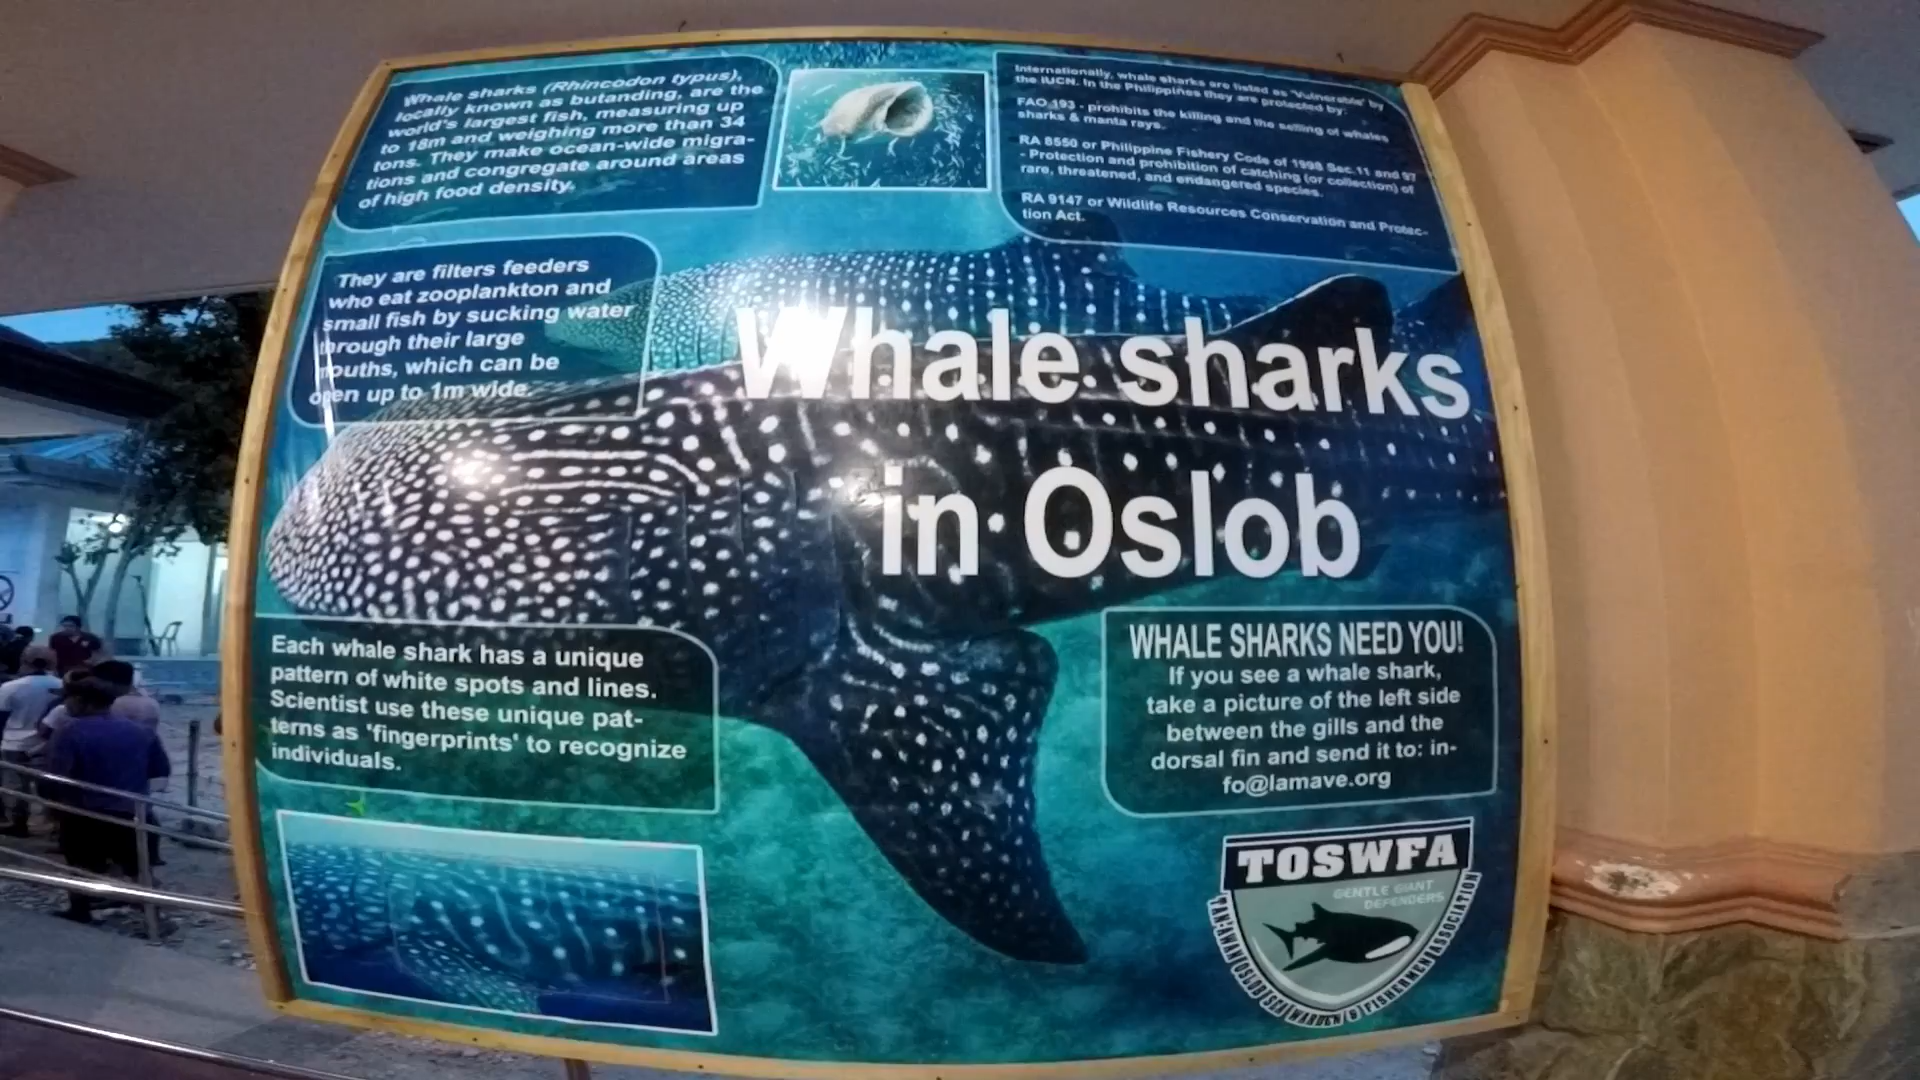 Whale sharks (Rhincodon typus),
locally known as butanding, are the
world's largest fish, measuring up
to 18m and weighing more than 34
tons. They make ocean-wide migra-
tions and congregate around areas
of high food density.
Internationally, whale sharks are listed as 'Vulnerable' by
the IUCN. In the Philippines they are protected by:
FAO 193 - prohibits the killing and the selling of whales
sharks & manta rays.
RA 8550 or Philippine Fishery Code of 1998 Sec.11 and 97
- Protection and prohibition of catching (or collection) of
rare, threatened, and endangered species.
RA 9147 or Wildlife Resources Conservation and Protec-
tion Act.
They are filters feeders
who eat zooplankton and
small fish by sucking water
through their large
mouths, which can be
open up to 1m wide.
Whale sharks
in Oslob
Each whale shark has a unique
pattern of white spots and lines.
Scientist use these unique pat-
terns as 'fingerprints' to recognize
individuals.
WHALE SHARKS NEED YOU!
If you see a whale shark,
take a picture of the left side
between the gills and the
dorsal fin and send it to: in-
fo@lamave.org
TOSWFA
GENTLE GIANT
DEFENDERS
TAN-AWAN OSLOB SEA WARDEN & FISHERMEN ASSOCIATION